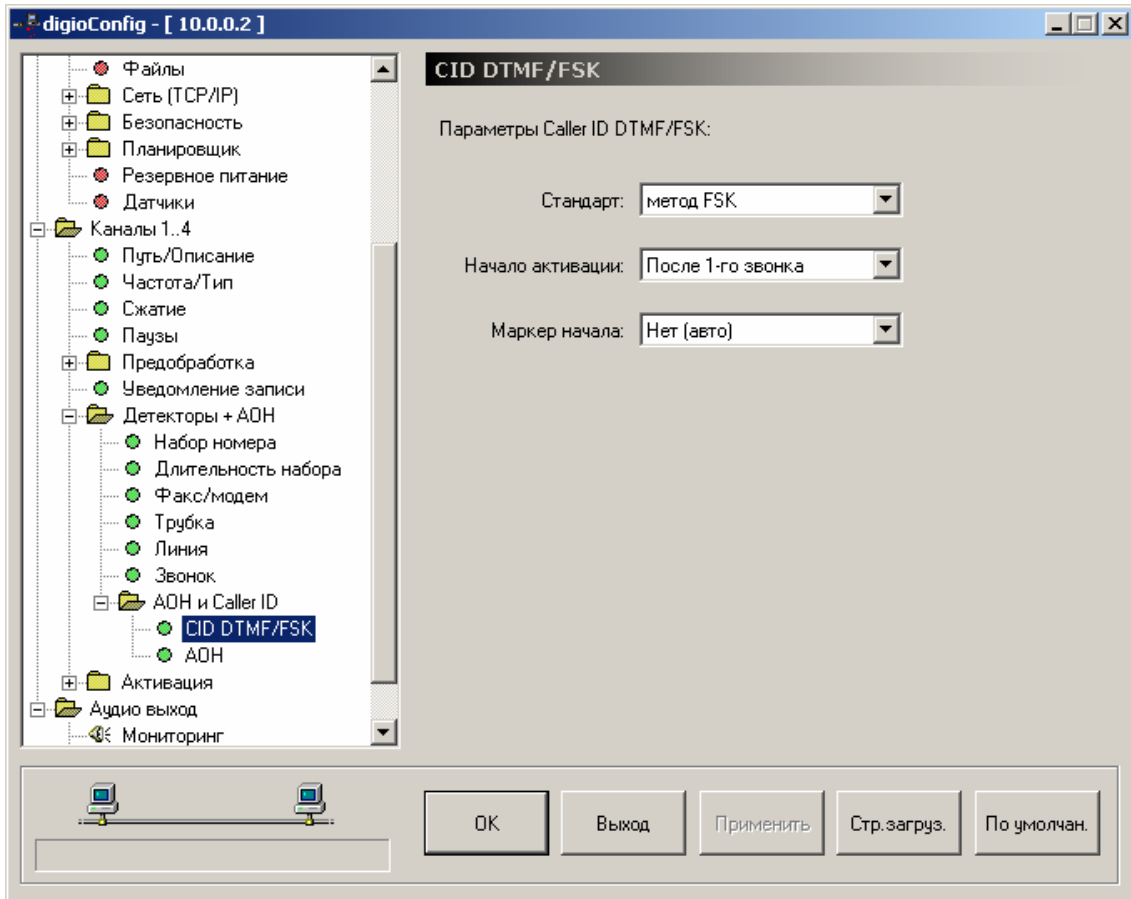 digioConfig - [ 10.0.0.2 ]
Файлы
Сеть (TCP/IP)
Безопасность
Планировщик
Резервное питание
Датчики
Каналы 1..4
Путь/Описание
Частота/Тип
Сжатие
Паузы
Предобработка
Уведомление записи
Детекторы + АОН
Набор номера
Длительность набора
Факс/модем
Трубка
Линия
Звонок
АОН и Caller ID
CID DTMF/FSK
АОН
Активация
Аудио выход
Мониторинг
CID DTMF/FSK
Параметры Caller ID DTMF/FSK:
Стандарт: метод FSK
Начало активации: После 1-го звонка
Маркер начала: Нет (авто)
OK Выход Применить Стр.загруз. По умолчан.